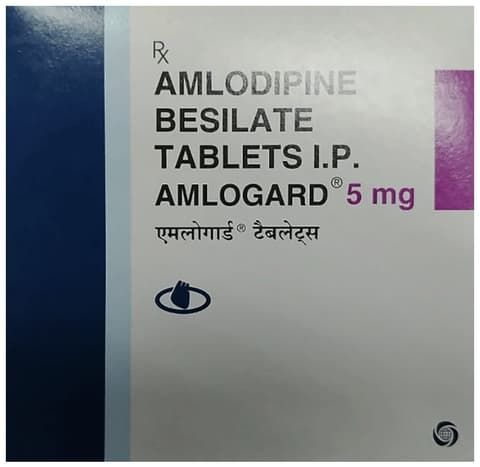 Rx
AMLODIPINE
BESILATE
TABLETS I.P.
AMLOGARD® 5 mg
एमलोगार्ड® टैबलेट्स